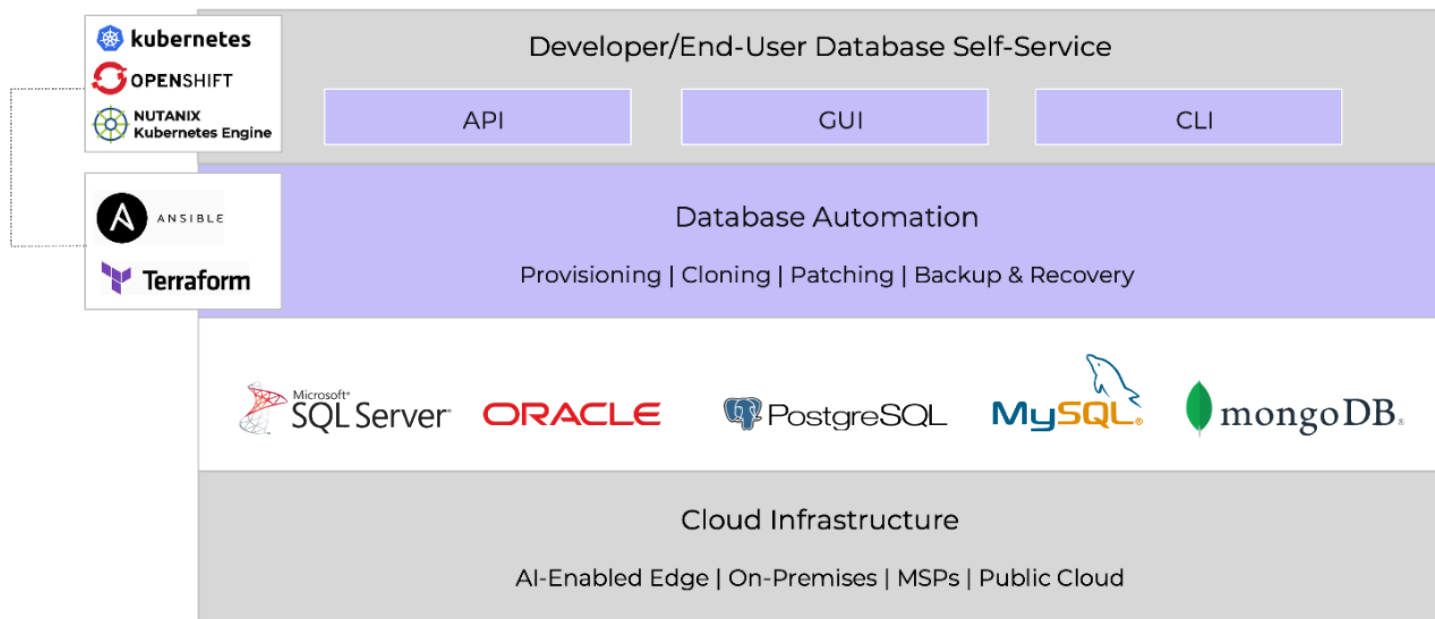 kubernetes
OPENSHIFT
NUTANIX
Kubernetes Engine
Developer/End-User Database Self-Service
API
GUI
CLI
A
ANSIBLE
Terraform
Database Automation
Provisioning | Cloning | Patching | Backup & Recovery
Microsoft®
SQL Server®
ORACLE
PostgreSQL
MySQL®
mongoDB®
Cloud Infrastructure
AI-Enabled Edge | On-Premises | MSPs | Public Cloud